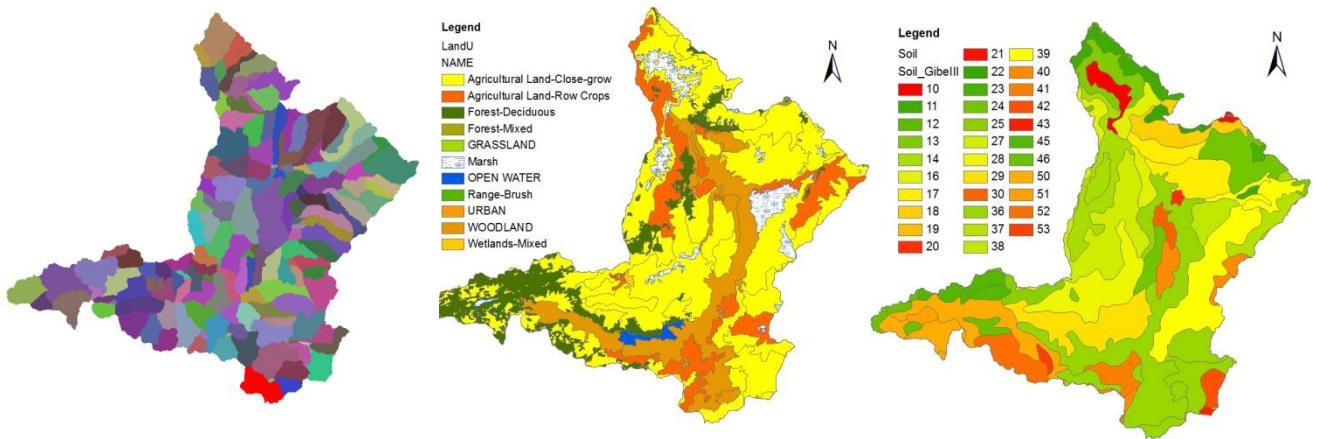 Legend
LandU
NAME
Agricultural Land-Close-grow
Agricultural Land-Row Crops
Forest-Deciduous
Forest-Mixed
GRASSLAND
Marsh
OPEN WATER
Range-Brush
URBAN
WOODLAND
Wetlands-Mixed
N
Legend
Soil
Soil_GibeIII
10
11
12
13
14
16
17
18
19
20
21
22
23
24
25
27
28
29
30
36
37
38
39
40
41
42
43
45
46
50
51
52
53
N